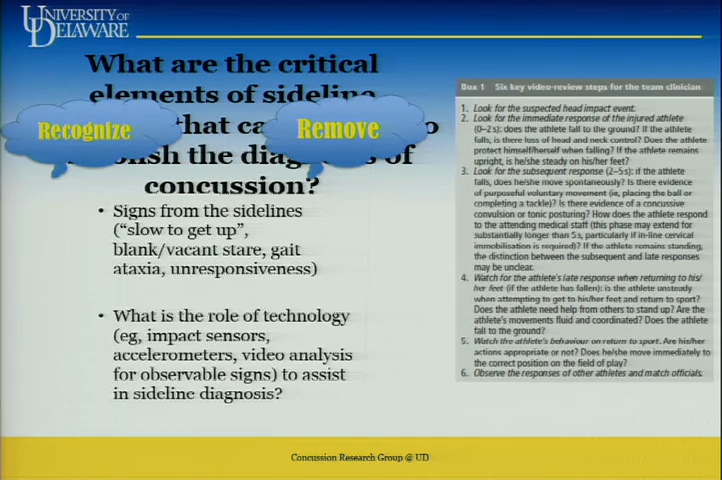 UNIVERSITY OF
DELAWARE
What are the critical
elements of sideline
that ca
o
lish the diag
of
concussion?
Recognize
Remove
• Signs from the sidelines
("slow to get up",
blank/vacant stare, gait
ataxia, unresponsiveness)
• What is the role of technology
(eg, impact sensors,
accelerometers, video analysis
for observable signs) to assist
in sideline diagnosis?
Box 1 Six key video-review steps for the team clinician
1. Look for the suspected head impact event.
2. Look for the immediate response of the injured athlete
(0–2 s): does the athlete fall to the ground? If the athlete
falls, is there loss of head and neck control? Does the athlete
protect himself/herself when falling? If the athlete remains
upright, is he/she steady on his/her feet?
3. Look for the subsequent response (2–5 s): if the athlete
falls, does he/she move spontaneously? Is there evidence
of purposeful voluntary movement (ie, placing the ball or
completing a tackle)? Is there evidence of a concussive
convulsion or tonic posturing? How does the athlete respond
to the attending medical staff (this phase may extend for
substantially longer than 5 s, particularly if in-line cervical
immobilisation is required)? If the athlete remains standing,
the distinction between the subsequent and late responses
may be unclear.
4. Watch for the athlete's late response when returning to his/
her feet (if the athlete has fallen): is the athlete unsteady
when attempting to get to his/her feet and return to sport?
Does the athlete need help from others to stand up? Are the
athlete's movements fluid and coordinated? Does the athlete
fall to the ground?
5. Watch the athlete's behaviour on return to sport. Are his/her
actions appropriate or not? Does he/she move immediately to
the correct position on the field of play?
6. Observe the responses of other athletes and match officials.
Concussion Research Group @ UD